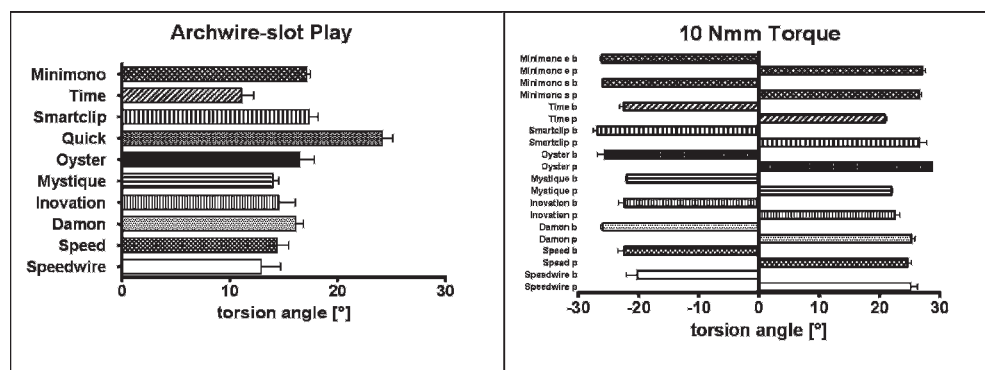 Archwire-slot Play
Minimono
Time
Smartclip
Quick
Oyster
Mystique
Inovation
Damon
Speed
Speedwire
0 10 20 30
torsion angle [°]
10 Nmm Torque
Minimono e b
Minimono e p
Minimono s b
Minimono s p
Time b
Time p
Smartclip b
Smartclip p
Oyster b
Oyster p
Mystique b
Mystique p
Inovation b
Inovation p
Damon b
Damon p
Speed b
Speed p
Speedwire b
Speedwire p
-30 -20 -10 0 10 20 30
torsion angle [°]